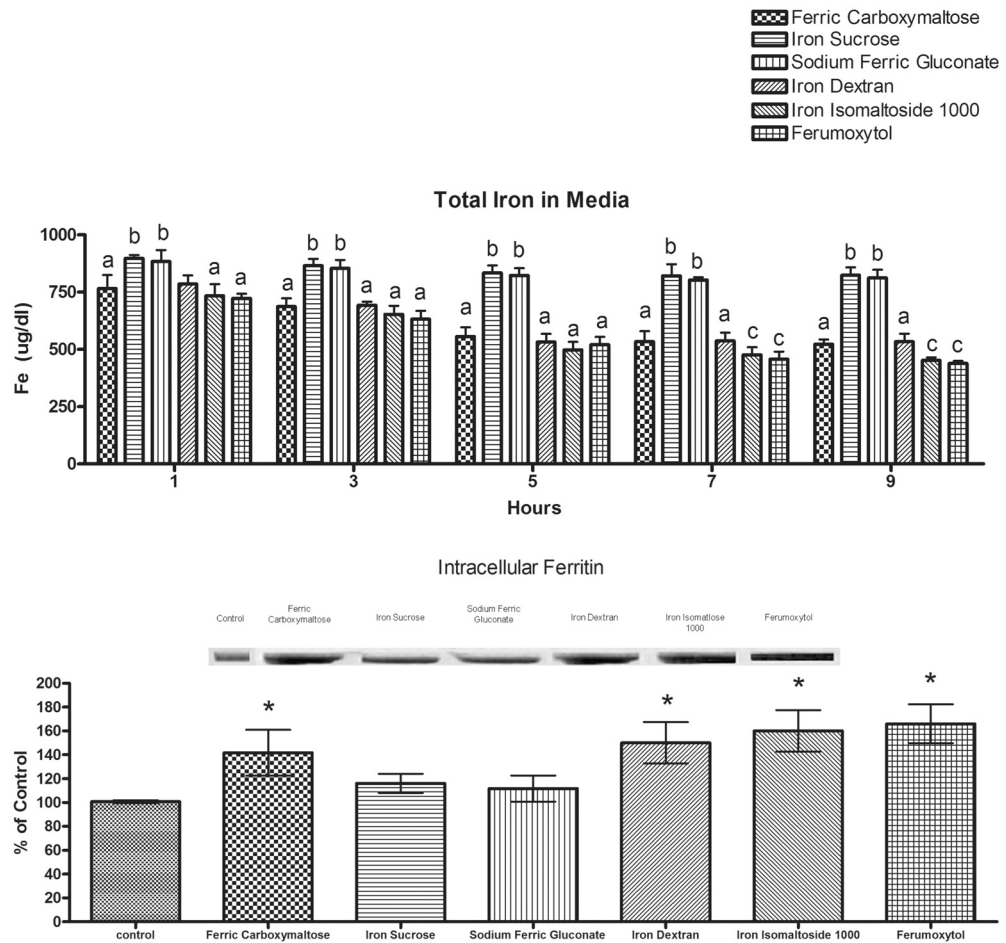 Ferric Carboxymaltose
Iron Sucrose
Sodium Ferric Gluconate
Iron Dextran
Iron Isomaltoside 1000
Ferumoxytol
Total Iron in Media
Fe (ug/dl)
1000
750
500
250
0
a b b a a
b b a a a a
a b b a a a
a b b a c c
a b b a c c
1 3 5 7 9
Hours
Intracellular Ferritin
Control
Ferric
Carboxymaltose
Iron Sucrose
Sodium Ferric
Gluconate
Iron Dextran
Iron Isomatlose
1000
Ferumoxytol
% of Control
200
180
160
140
120
100
80
60
40
20
0
* * * *
control Ferric Carboxymaltose Iron Sucrose Sodium Ferric Gluconate Iron Dextran Iron Isomaltoside 1000 Ferumoxytol